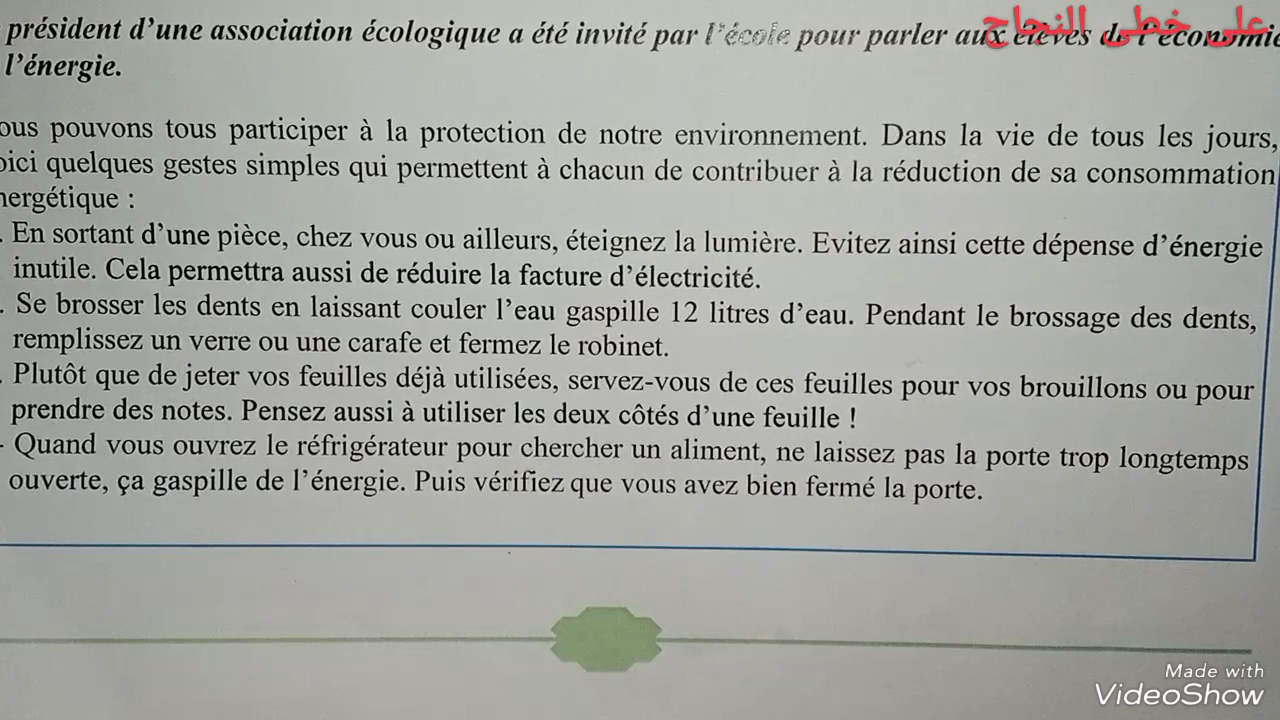 président d'une association écologique a été invité par l'école pour parler aux élèves de l'économie
على خطى النجاح
l'énergie.
ous pouvons tous participer à la protection de notre environnement. Dans la vie de tous les jours,
oici quelques gestes simples qui permettent à chacun de contribuer à la réduction de sa consommation
nergétique :
. En sortant d'une pièce, chez vous ou ailleurs, éteignez la lumière. Evitez ainsi cette dépense d'énergie
inutile. Cela permettra aussi de réduire la facture d'électricité.
. Se brosser les dents en laissant couler l'eau gaspille 12 litres d'eau. Pendant le brossage des dents,
remplissez un verre ou une carafe et fermez le robinet.
. Plutôt que de jeter vos feuilles déjà utilisées, servez-vous de ces feuilles pour vos brouillons ou pour
prendre des notes. Pensez aussi à utiliser les deux côtés d'une feuille !
- Quand vous ouvrez le réfrigérateur pour chercher un aliment, ne laissez pas la porte trop longtemps
ouverte, ça gaspille de l'énergie. Puis vérifiez que vous avez bien fermé la porte.
Made with
VideoShow